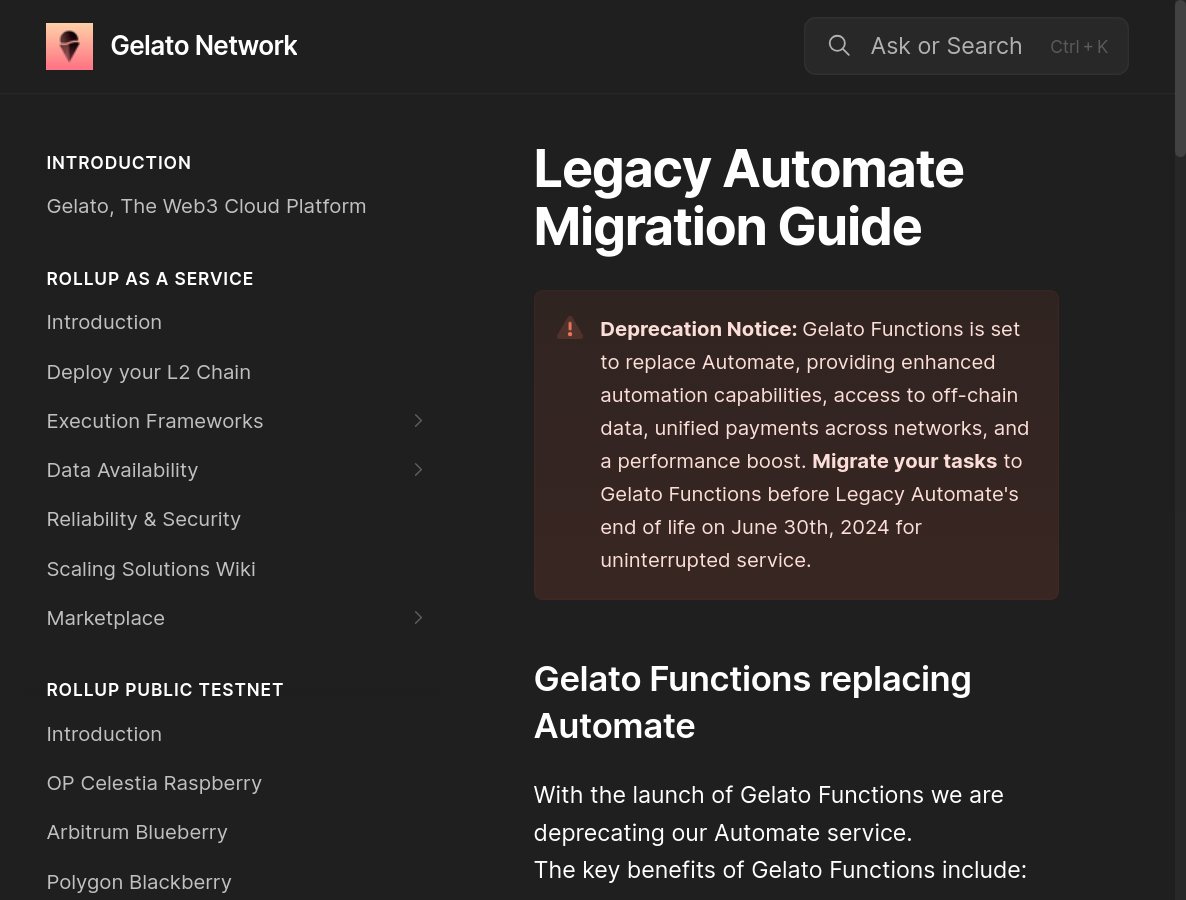 Gelato Network
Ask or Search Ctrl + K
INTRODUCTION
Gelato, The Web3 Cloud Platform
ROLLUP AS A SERVICE
Introduction
Deploy your L2 Chain
Execution Frameworks
Data Availability
Reliability & Security
Scaling Solutions Wiki
Marketplace
ROLLUP PUBLIC TESTNET
Introduction
OP Celestia Raspberry
Arbitrum Blueberry
Polygon Blackberry
Legacy Automate
Migration Guide
Deprecation Notice: Gelato Functions is set
to replace Automate, providing enhanced
automation capabilities, access to off-chain
data, unified payments across networks, and
a performance boost. Migrate your tasks to
Gelato Functions before Legacy Automate's
end of life on June 30th, 2024 for
uninterrupted service.
Gelato Functions replacing
Automate
With the launch of Gelato Functions we are
deprecating our Automate service.
The key benefits of Gelato Functions include: